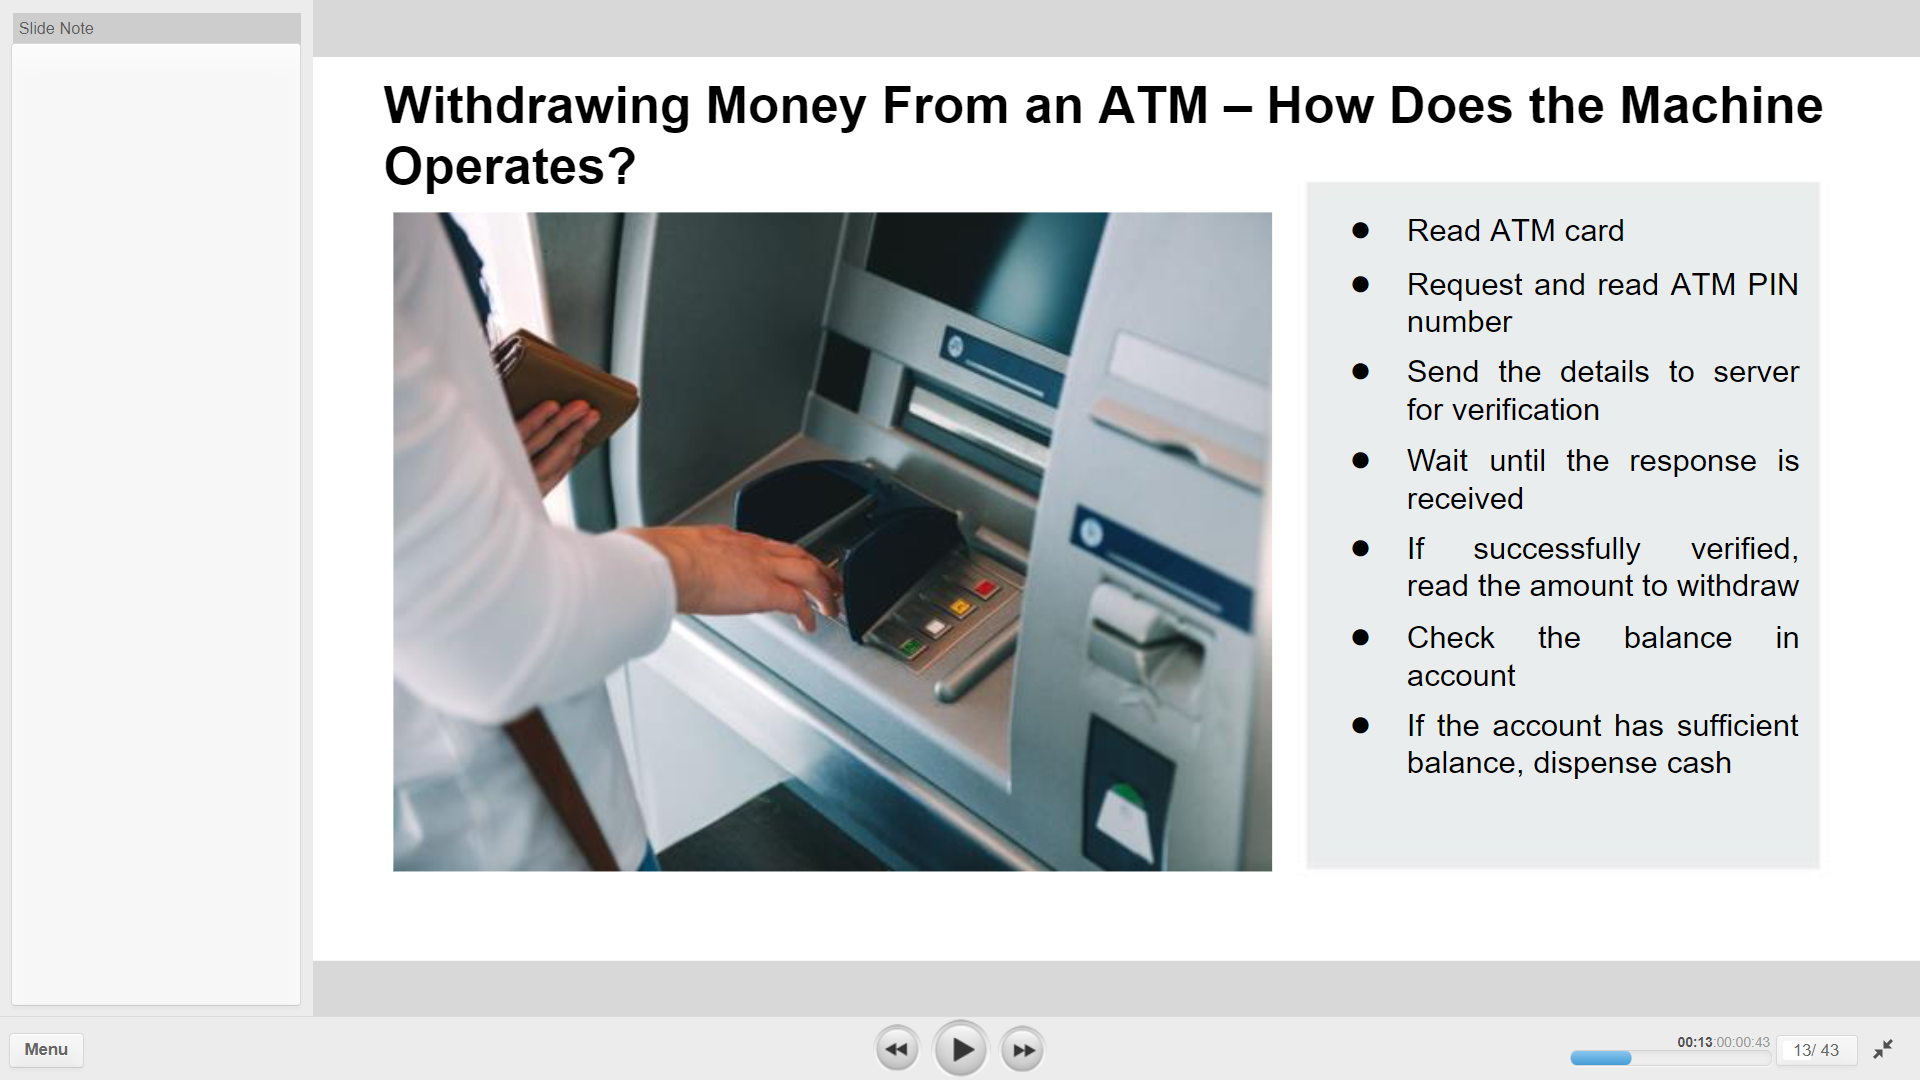 Slide Note
Withdrawing Money From an ATM – How Does the Machine
Operates?
● Read ATM card
● Request and read ATM PIN
number
● Send the details to server
for verification
● Wait until the response is
received
● If successfully verified,
read the amount to withdraw
● Check the balance in
account
● If the account has sufficient
balance, dispense cash
Menu
00:13:00:00:43
13/ 43